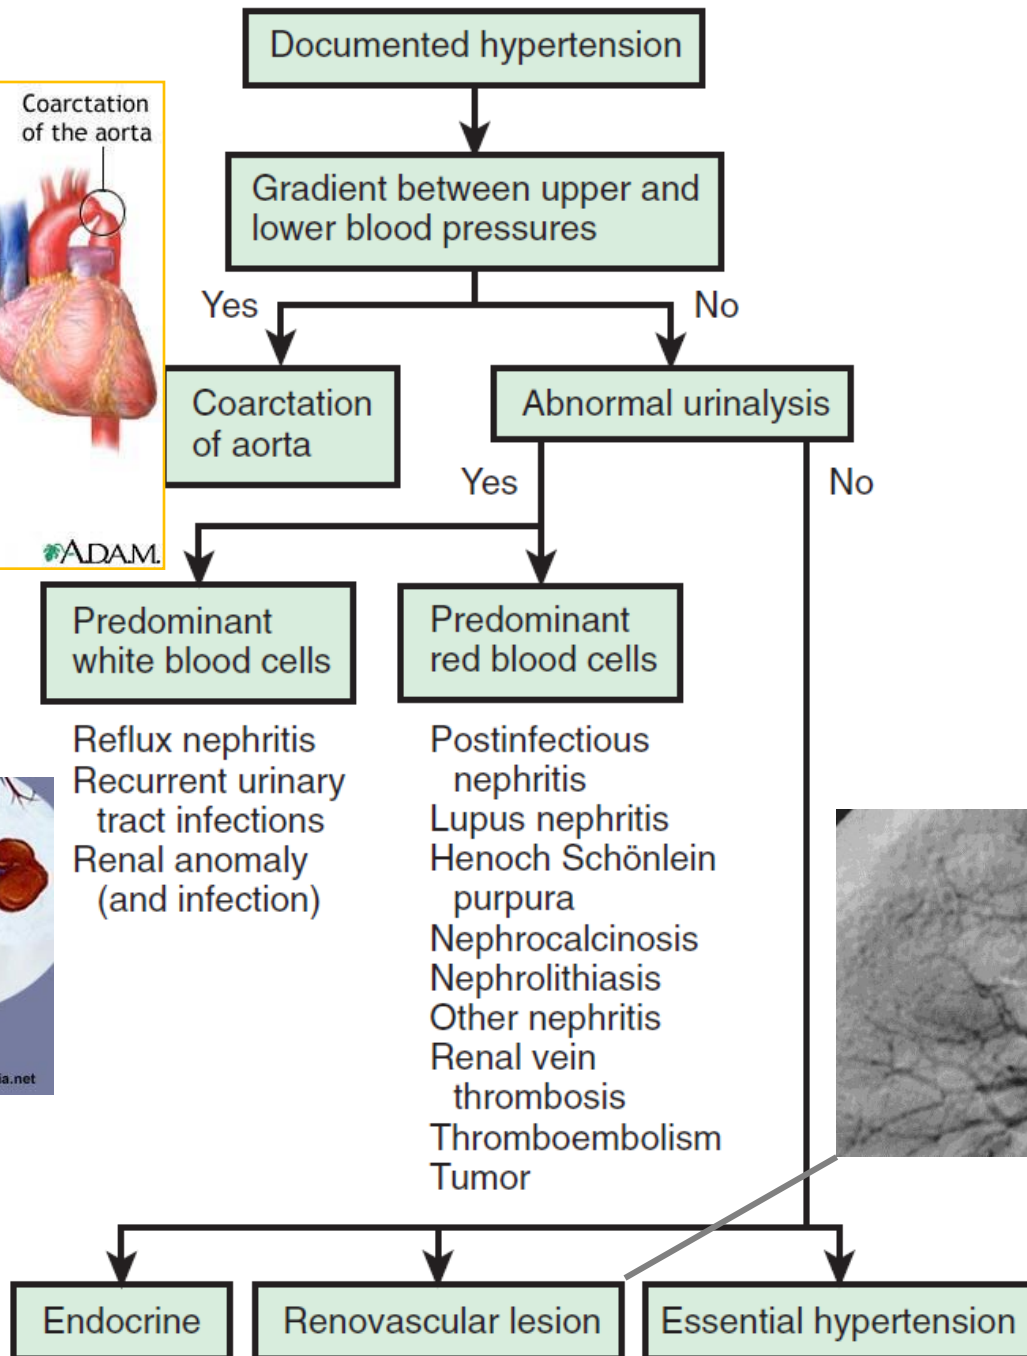 Documented hypertension
Coarctation
of the aorta
Gradient between upper and
lower blood pressures
Yes
No
Coarctation
of aorta
Abnormal urinalysis
Yes
No
A.D.A.M.
Predominant
white blood cells
Predominant
red blood cells
Reflux nephritis
Recurrent urinary
tract infections
Renal anomaly
(and infection)
Postinfectious
nephritis
Lupus nephritis
Henoch Schönlein
purpura
Nephrocalcinosis
Nephrolithiasis
Other nephritis
Renal vein
thrombosis
Thromboembolism
Tumor
ia.net
Endocrine
Renovascular lesion
Essential hypertension